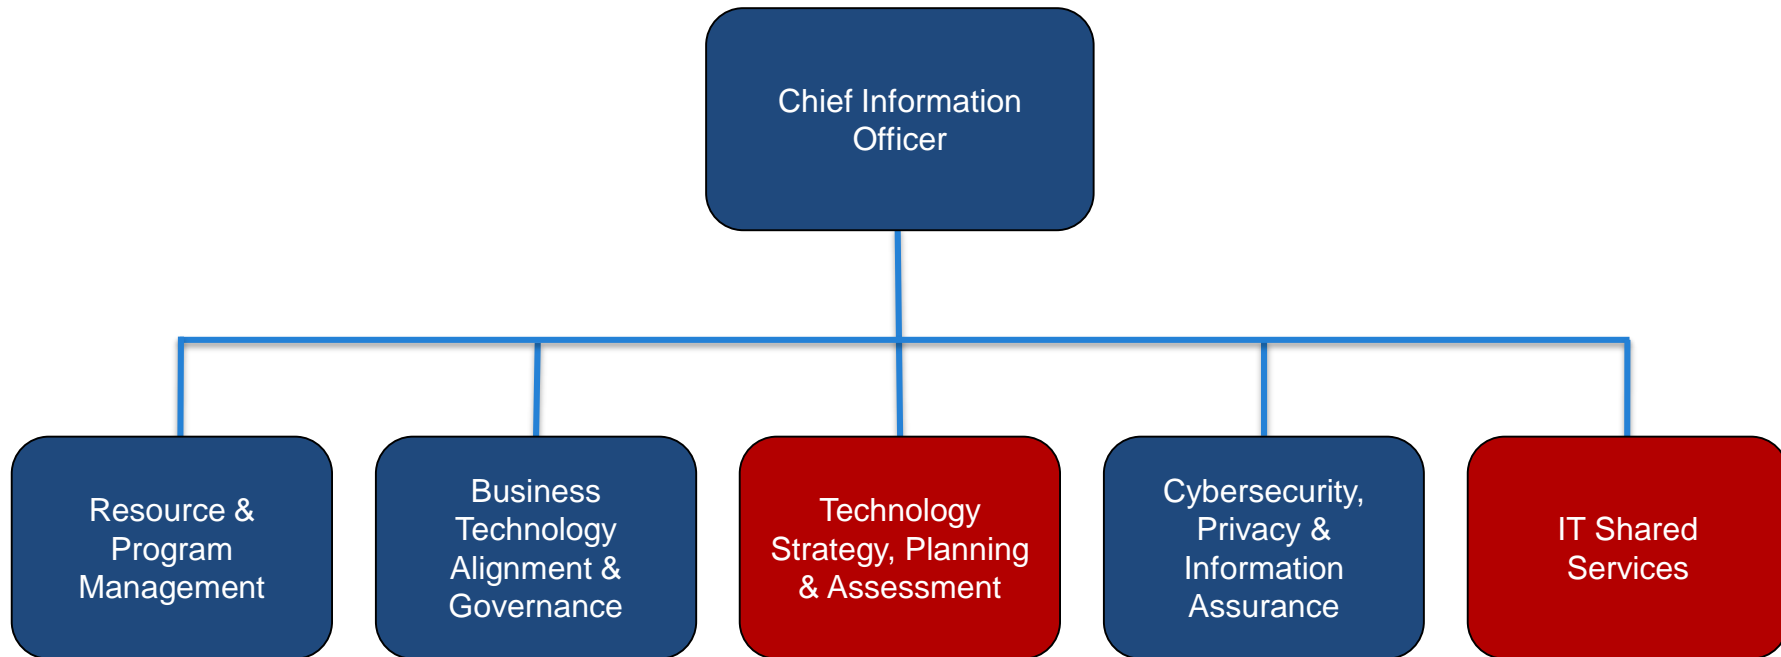 Chief Information
Officer
Resource &
Program
Management
Business
Technology
Alignment &
Governance
Technology
Strategy, Planning
& Assessment
Cybersecurity,
Privacy &
Information
Assurance
IT Shared
Services